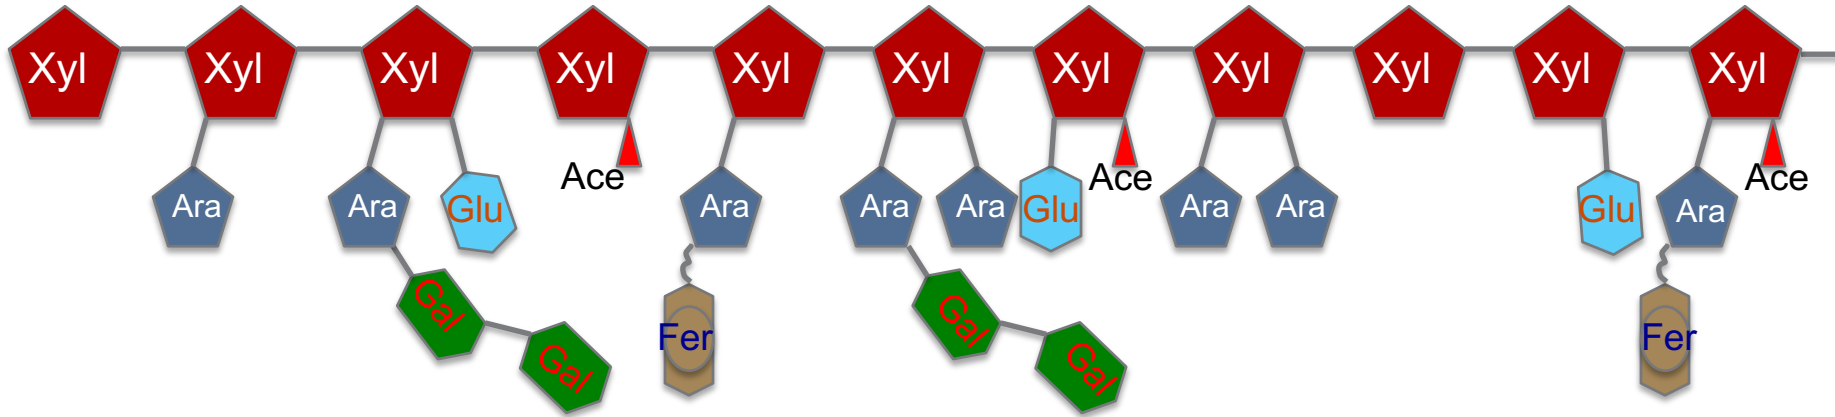 Xyl Xyl Xyl Xyl Xyl Xyl Xyl Xyl Xyl Xyl Xyl
Ace Ace Ace
Ara Ara Glu Ara Ara Ara Glu Ara Ara Glu Ara
Gal Gal
Fer Fer
Gal Gal